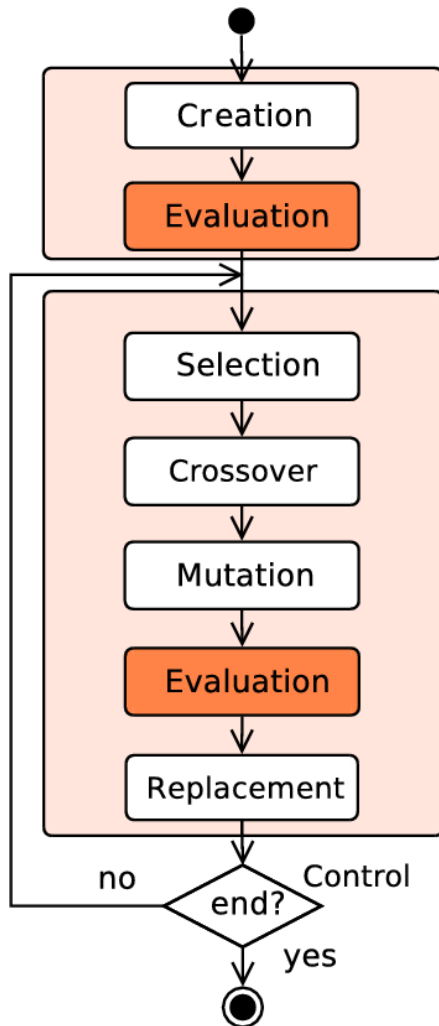 Creation
Evaluation
Selection
Crossover
Mutation
Evaluation
Replacement
no
Control
end?
yes